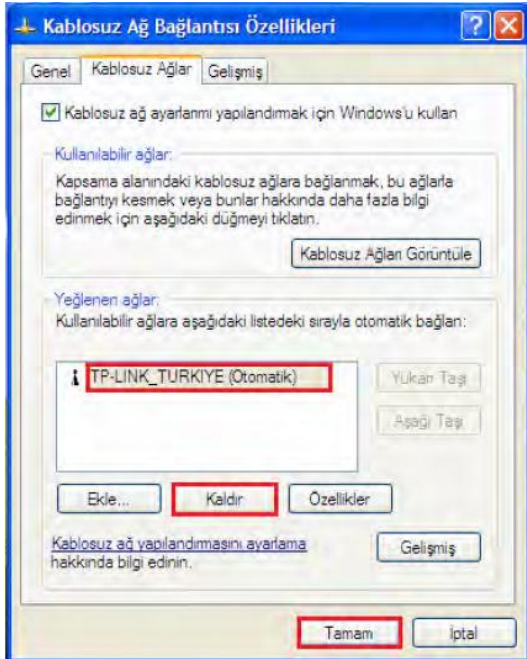 Kablosuz Ağ Bağlantısı Özellikleri
Genel
Kablosuz Ağlar
Gelişmiş
Kablosuz ağ ayarlarını yapılandırmak için Windows'u kullan
Kullanılabilir ağlar:
Kapsama alanındaki kablosuz ağlara bağlanmak, bu ağlarla
bağlantıyı kesmek veya bunlar hakkında daha fazla bilgi
edinmek için aşağıdaki düğmeyi tıklatın.
Kablosuz Ağları Görüntüle
Yeğlenen ağlar:
Kullanılabilir ağlara aşağıdaki listedeki sırayla otomatik bağlan:
TP-LINK_TURKIYE (Otomatik)
Yukarı Taşı
Aşağı Taşı
Ekle...
Kaldır
Özellikler
Kablosuz ağ yapılandırmasını ayarlama
hakkında bilgi edinin.
Gelişmiş
Tamam
İptal